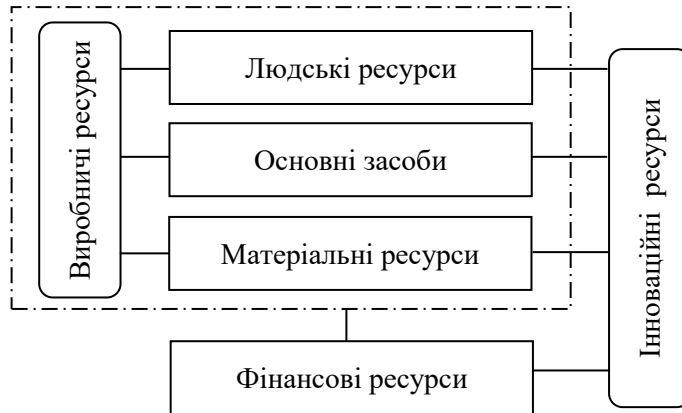 Виробничі ресурси
Людські ресурси
Основні засоби
Матеріальні ресурси
Фінансові ресурси
Інноваційні ресурси